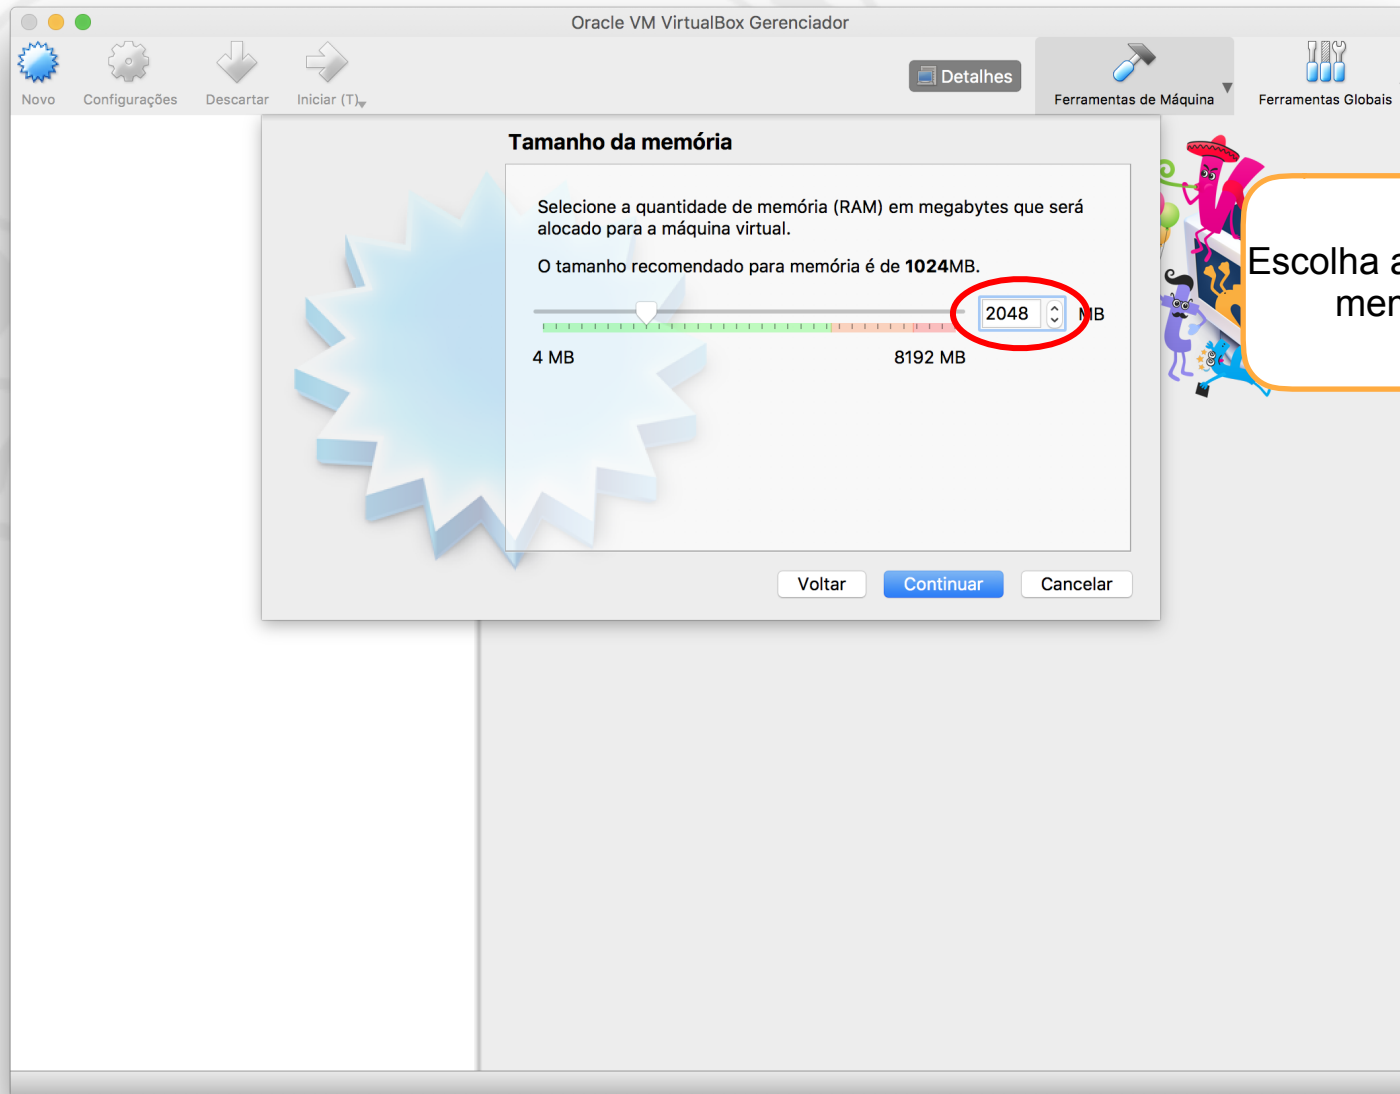 Oracle VM VirtualBox Gerenciador
Novo
Configurações
Descartar
Iniciar (T)
Detalhes
Ferramentas de Máquina
Ferramentas Globais
Tamanho da memória
Selecione a quantidade de memória (RAM) em megabytes que será
alocado para a máquina virtual.
O tamanho recomendado para memória é de 1024MB.
2048 MB
4 MB
8192 MB
Escolha a
mem
Voltar
Continuar
Cancelar